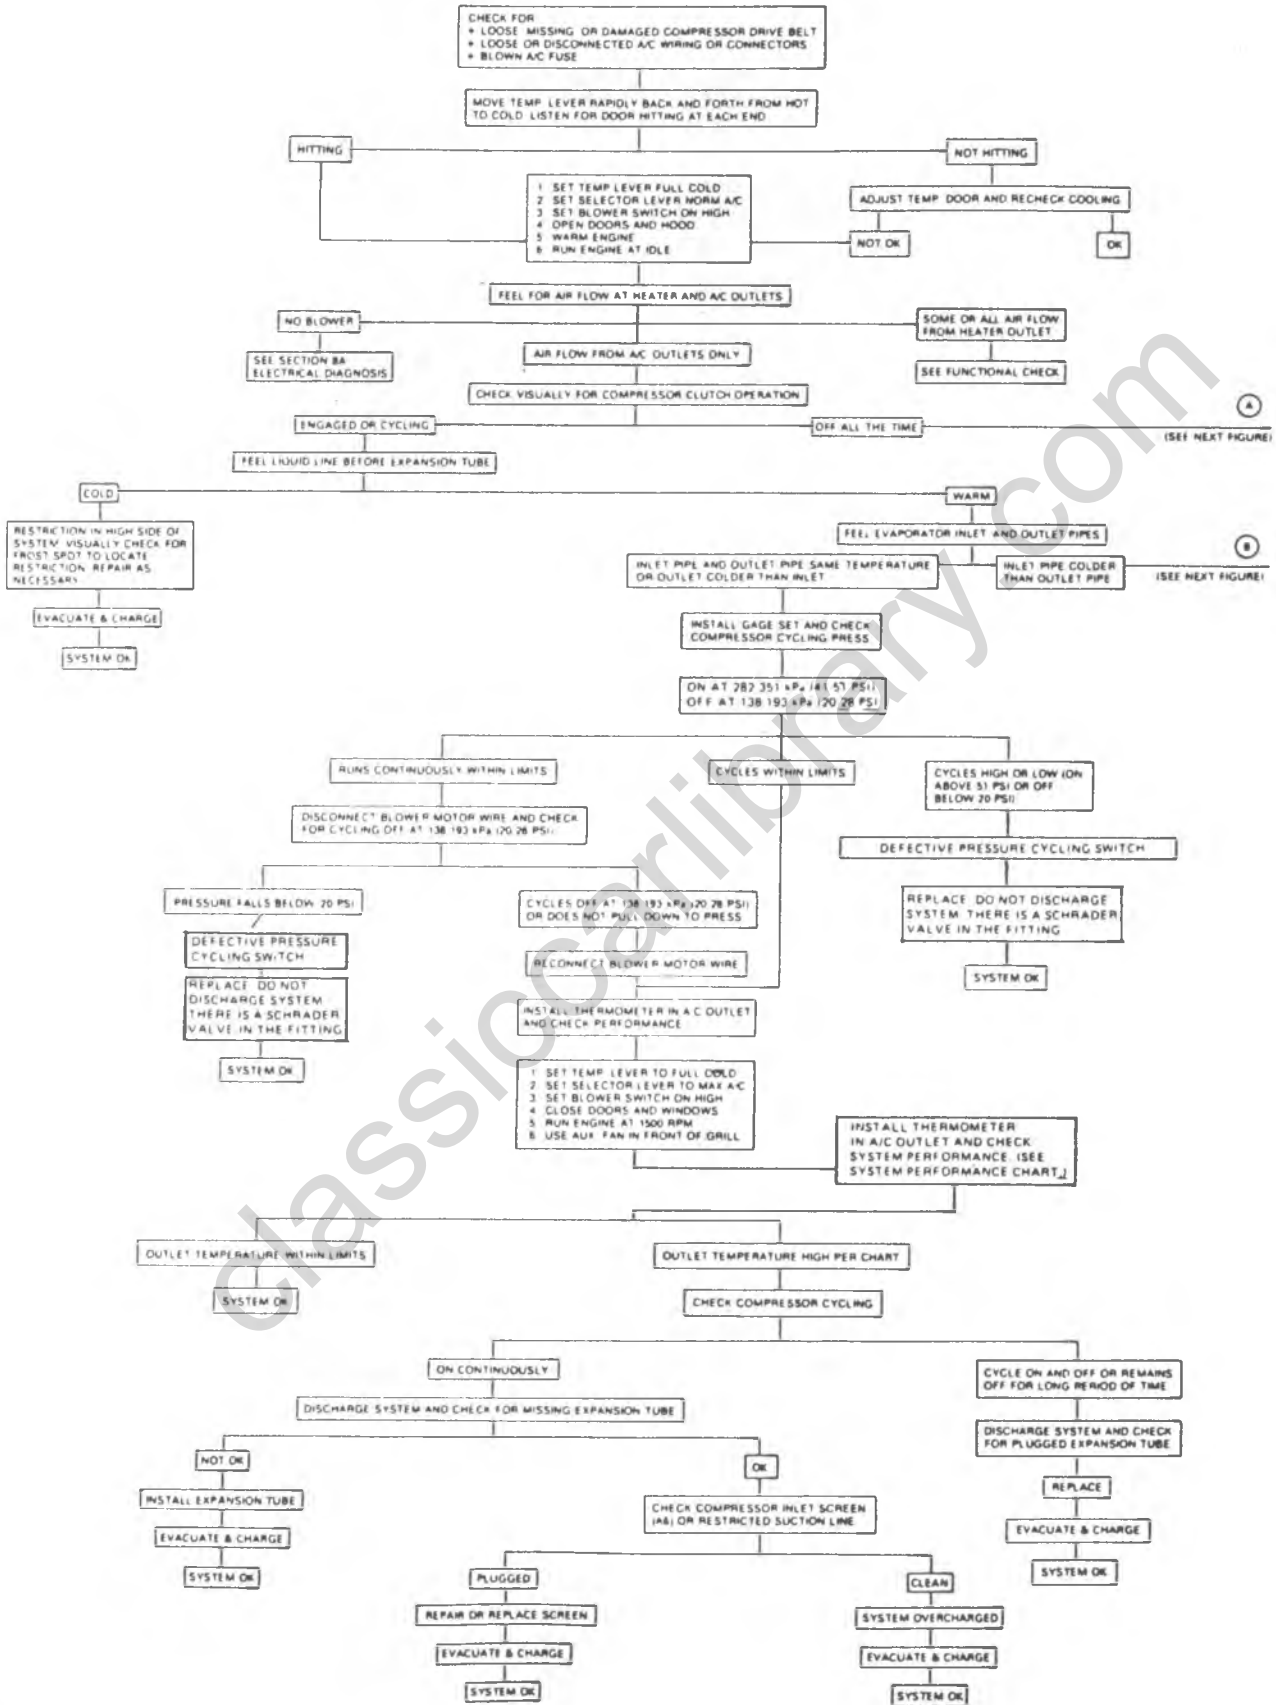 CHECK FOR
• LOOSE MISSING OR DAMAGED COMPRESSOR DRIVE BELT
• LOOSE OR DISCONNECTED A/C WIRING OR CONNECTORS
• BLOWN A/C FUSE
MOVE TEMP LEVER RAPIDLY BACK AND FORTH FROM HOT
TO COLD LISTEN FOR DOOR HITTING AT EACH END
HITTING
NOT HITTING
1 SET TEMP LEVER FULL COLD
2 SET SELECTOR LEVER NORM A/C
3 SET BLOWER SWITCH ON HIGH
4 OPEN DOORS AND HOOD
5 WARM ENGINE
6 RUN ENGINE AT IDLE
ADJUST TEMP DOOR AND RECHECK COOLING
NOT OK
OK
FEEL FOR AIR FLOW AT HEATER AND A/C OUTLETS
NO BLOWER
SOME OR ALL AIR FLOW
FROM HEATER OUTLET
SEE SECTION 8A
ELECTRICAL DIAGNOSIS
AIR FLOW FROM A/C OUTLETS ONLY
SEE FUNCTIONAL CHECK
CHECK VISUALLY FOR COMPRESSOR CLUTCH OPERATION
A
ENGAGED OR CYCLING
OFF ALL THE TIME
(SEE NEXT FIGURE)
FEEL LIQUID LINE BEFORE EXPANSION TUBE
COLD
WARM
RESTRICTION IN HIGH SIDE OF
SYSTEM VISUALLY CHECK FOR
FROST SPOT TO LOCATE
RESTRICTION REPAIR AS
NECESSARY
FEEL EVAPORATOR INLET AND OUTLET PIPES
B
INLET PIPE AND OUTLET PIPE SAME TEMPERATURE
OR OUTLET COLDER THAN INLET
INLET PIPE COLDER
THAN OUTLET PIPE
(SEE NEXT FIGURE)
EVACUATE & CHARGE
SYSTEM OK
INSTALL GAGE SET AND CHECK
COMPRESSOR CYCLING PRESS
ON AT 282 351 kPa (41 51 PSI)
OFF AT 138 193 kPa (20 28 PSI)
RUNS CONTINUOUSLY WITHIN LIMITS
CYCLES WITHIN LIMITS
CYCLES HIGH OR LOW (ON
ABOVE 51 PSI OR OFF
BELOW 20 PSI)
DISCONNECT BLOWER MOTOR WIRE AND CHECK
FOR CYCLING OFF AT 138 193 kPa (20 28 PSI)
DEFECTIVE PRESSURE CYCLING SWITCH
PRESSURE FALLS BELOW 20 PSI
CYCLES OFF AT 138 193 kPa (20 28 PSI)
OR DOES NOT PULL DOWN TO PRESS
REPLACE DO NOT DISCHARGE
SYSTEM THERE IS A SCHRADER
VALVE IN THE FITTING
DEFECTIVE PRESSURE
CYCLING SWITCH
RECONNECT BLOWER MOTOR WIRE
SYSTEM OK
REPLACE DO NOT
DISCHARGE SYSTEM
THERE IS A SCHRADER
VALVE IN THE FITTING
INSTALL THERMOMETER IN A C OUTLET
AND CHECK PERFORMANCE
SYSTEM OK
1 SET TEMP LEVER TO FULL COLD
2 SET SELECTOR LEVER TO MAX A/C
3 SET BLOWER SWITCH ON HIGH
4 CLOSE DOORS AND WINDOWS
5 RUN ENGINE AT 1500 RPM
6 USE AUX. FAN IN FRONT OF GRILL
INSTALL THERMOMETER
IN A/C OUTLET AND CHECK
SYSTEM PERFORMANCE. (SEE
SYSTEM PERFORMANCE CHART.)
OUTLET TEMPERATURE WITHIN LIMITS
OUTLET TEMPERATURE HIGH PER CHART
SYSTEM OK
CHECK COMPRESSOR CYCLING
ON CONTINUOUSLY
CYCLE ON AND OFF OR REMAINS
OFF FOR LONG PERIOD OF TIME
DISCHARGE SYSTEM AND CHECK FOR MISSING EXPANSION TUBE
DISCHARGE SYSTEM AND CHECK
FOR PLUGGED EXPANSION TUBE
NOT OK
OK
REPLACE
INSTALL EXPANSION TUBE
CHECK COMPRESSOR INLET SCREEN
(A6) OR RESTRICTED SUCTION LINE
EVACUATE & CHARGE
EVACUATE & CHARGE
SYSTEM OK
SYSTEM OK
PLUGGED
CLEAN
REPAIR OR REPLACE SCREEN
SYSTEM OVERCHARGED
EVACUATE & CHARGE
EVACUATE & CHARGE
SYSTEM OK
SYSTEM OK
classiccarlibrary.com